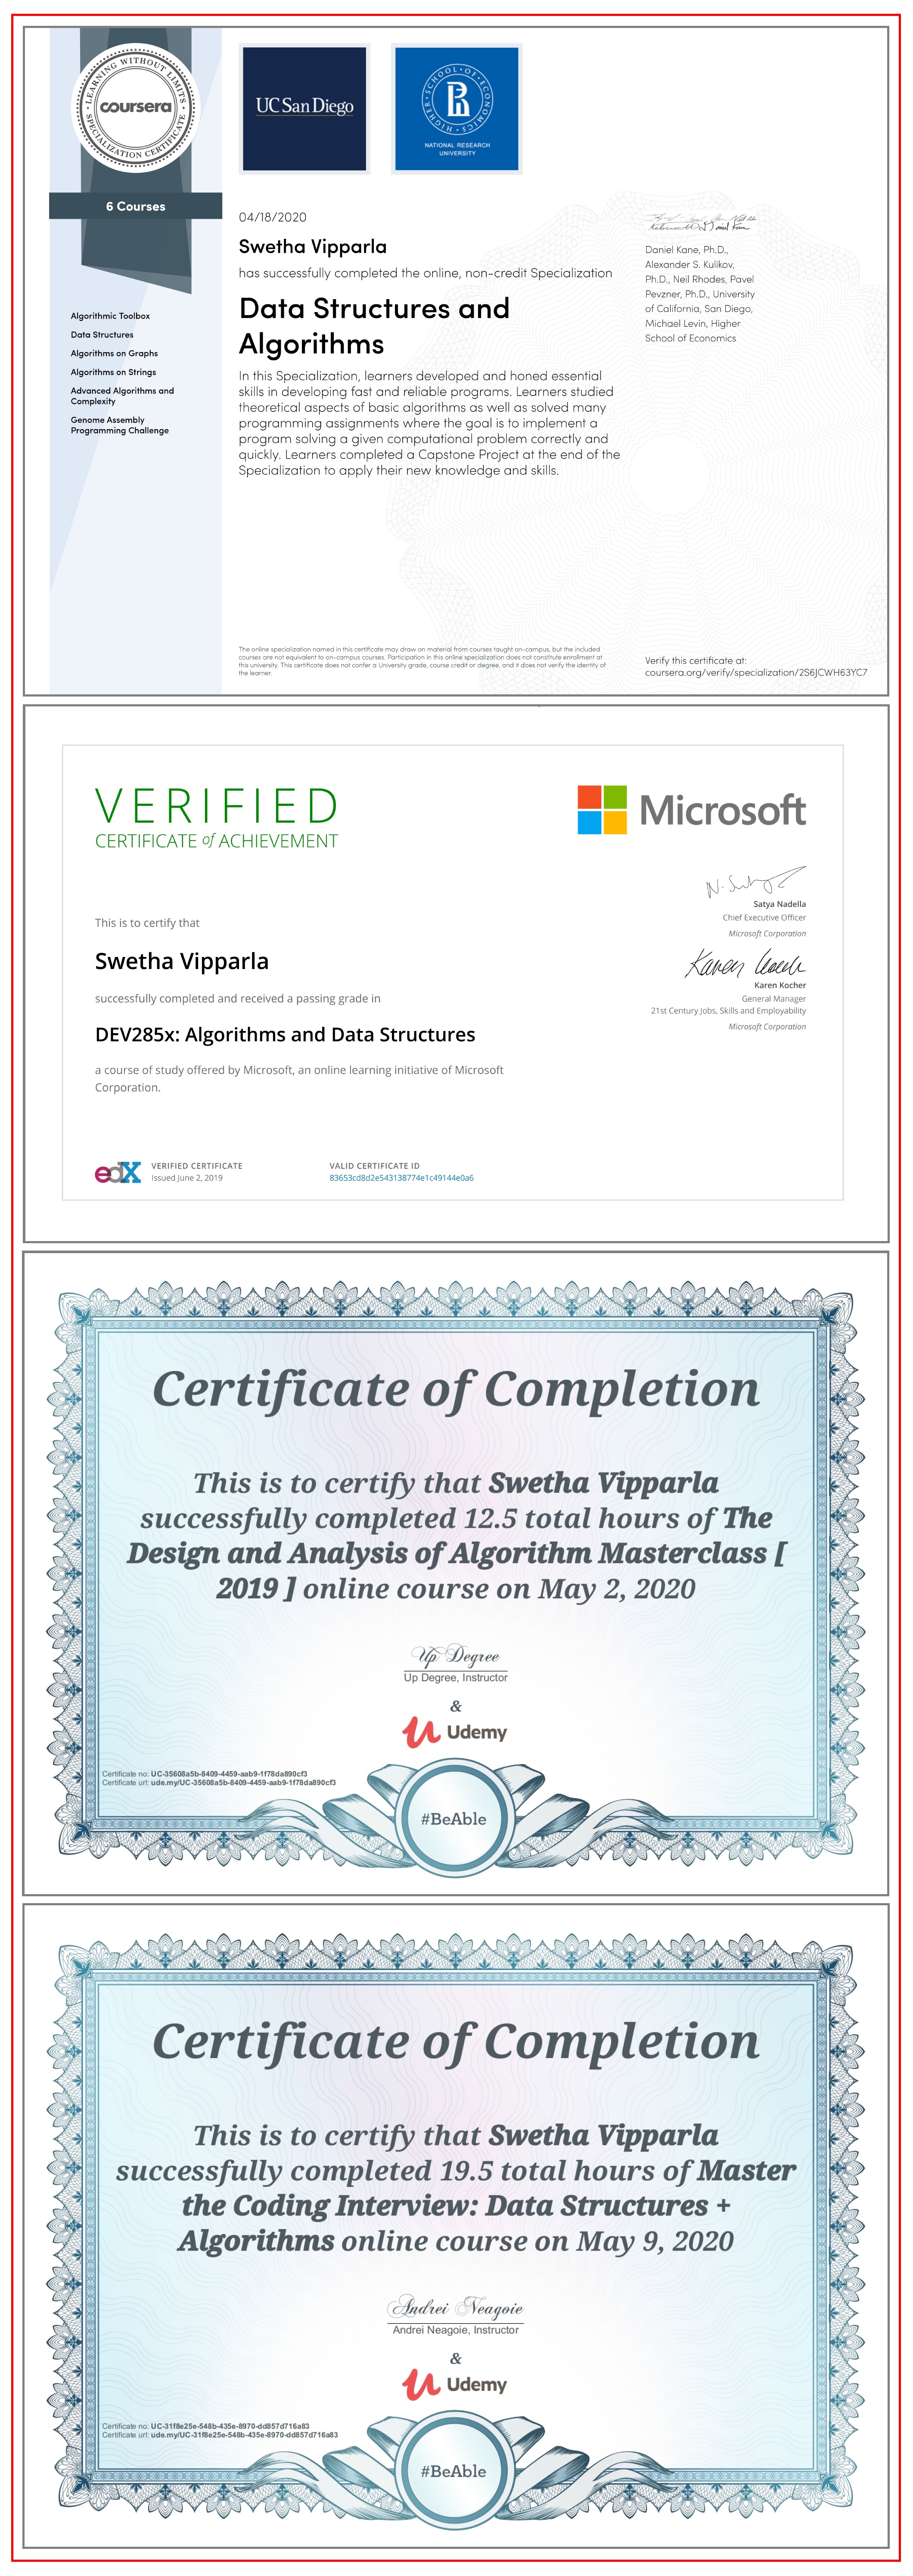 LEARNING WITHOUT LIMITS
coursera
SPECIALIZATION CERTIFICATE
6 Courses
Algorithmic Toolbox
Data Structures
Algorithms on Graphs
Algorithms on Strings
Advanced Algorithms and
Complexity
Genome Assembly
Programming Challenge
UC San Diego
HIGHER SCHOOL OF ECONOMICS
NATIONAL RESEARCH
UNIVERSITY
04/18/2020
Swetha Vipparla
has successfully completed the online, non-credit Specialization
Data Structures and
Algorithms
In this Specialization, learners developed and honed essential
skills in developing fast and reliable programs. Learners studied
theoretical aspects of basic algorithms as well as solved many
programming assignments where the goal is to implement a
program solving a given computational problem correctly and
quickly. Learners completed a Capstone Project at the end of the
Specialization to apply their new knowledge and skills.
Daniel Kane, Ph.D.,
Alexander S. Kulikov,
Ph.D., Neil Rhodes, Pavel
Pevzner, Ph.D., University
of California, San Diego,
Michael Levin, Higher
School of Economics
The online specialization named in this certificate may draw on material from courses taught on-campus, but the included
courses are not equivalent to on-campus courses. Participation in this online specialization does not constitute enrollment at
this university. This certificate does not confer a University grade, course credit or degree, and it does not verify the identity of
the learner.
Verify this certificate at:
coursera.org/verify/specialization/2S6JCWH63YC7
VERIFIED
CERTIFICATE of ACHIEVEMENT
Microsoft
This is to certify that
Swetha Vipparla
successfully completed and received a passing grade in
DEV285x: Algorithms and Data Structures
a course of study offered by Microsoft, an online learning initiative of Microsoft
Corporation.
Satya Nadella
Chief Executive Officer
Microsoft Corporation
Karen Kocher
General Manager
21st Century Jobs, Skills and Employability
Microsoft Corporation
edX
VERIFIED CERTIFICATE
Issued June 2, 2019
VALID CERTIFICATE ID
83653cd8d2e543138774e1c49144e0a6
Certificate of Completion
This is to certify that Swetha Vipparla
successfully completed 12.5 total hours of The
Design and Analysis of Algorithm Masterclass [
2019 ] online course on May 2, 2020
Up Degree
Up Degree, Instructor
&
Udemy
Certificate no: UC-35608a5b-8409-4459-aab9-1f78da890cf3
Certificate url: ude.my/UC-35608a5b-8409-4459-aab9-1f78da890cf3
#BeAble
Certificate of Completion
This is to certify that Swetha Vipparla
successfully completed 19.5 total hours of Master
the Coding Interview: Data Structures +
Algorithms online course on May 9, 2020
Andrei Neagoie
Andrei Neagoie, Instructor
&
Udemy
Certificate no: UC-31f8e25e-548b-435e-8970-dd857d716a83
Certificate url: ude.my/UC-31f8e25e-548b-435e-8970-dd857d716a83
#BeAble